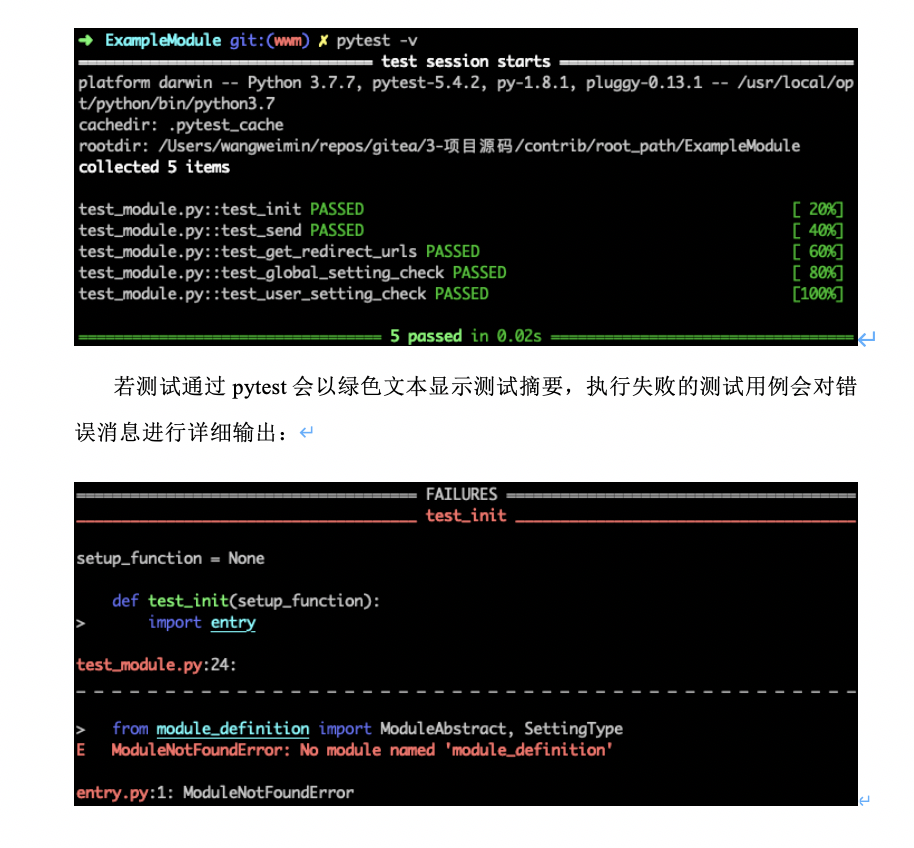 ➜ ExampleModule git:(wwm) ✗ pytest -v
test session starts
platform darwin -- Python 3.7.7, pytest-5.4.2, py-1.8.1, pluggy-0.13.1 -- /usr/local/op
t/python/bin/python3.7
cachedir: .pytest_cache
rootdir: /Users/wangweimin/repos/gitea/3-项目源码/contrib/root_path/ExampleModule
collected 5 items
test_module.py::test_init PASSED [ 20%]
test_module.py::test_send PASSED [ 40%]
test_module.py::test_get_redirect_urls PASSED [ 60%]
test_module.py::test_global_setting_check PASSED [ 80%]
test_module.py::test_user_setting_check PASSED [100%]
5 passed in 0.02s
若测试通过 pytest 会以绿色文本显示测试摘要，执行失败的测试用例会对错
误消息进行详细输出：
FAILURES
test_init
setup_function = None
def test_init(setup_function):
> import entry
test_module.py:24:
- - - - - - - - - - - - - - - - - - - - - - - - - - - - - - - - - - - - - - - - - - - -
> from module_definition import ModuleAbstract, SettingType
E ModuleNotFoundError: No module named 'module_definition'
entry.py:1: ModuleNotFoundError